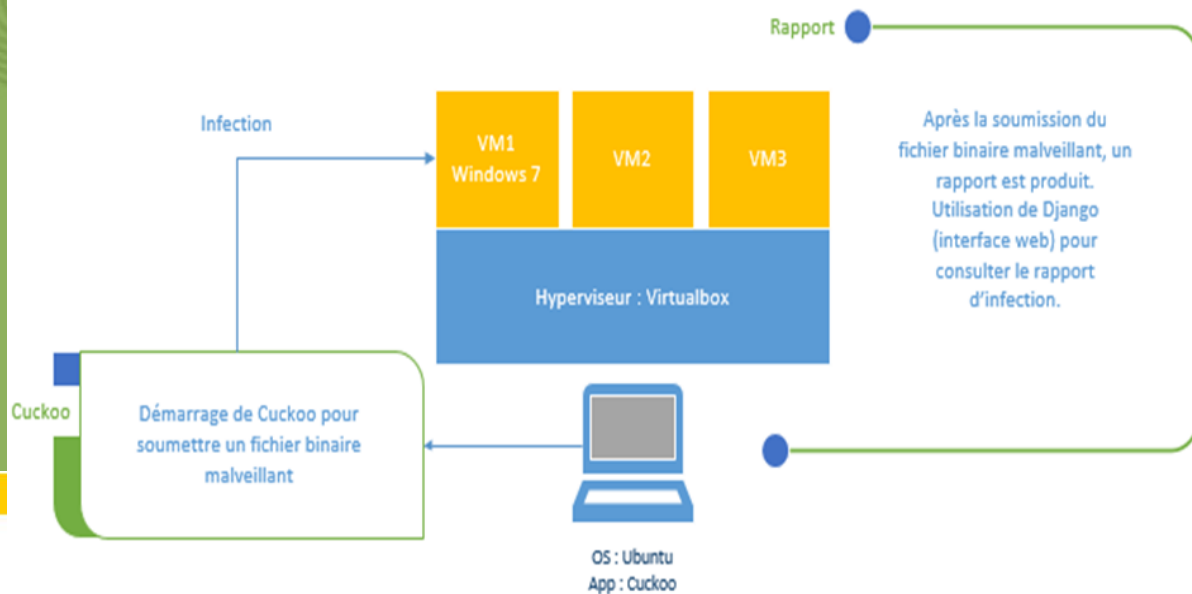 Rapport
Infection
VM1
Windows 7
VM2
VM3
Après la soumission du
fichier binaire malveillant, un
rapport est produit.
Utilisation de Django
(interface web) pour
consulter le rapport
d'infection.
Hyperviseur : Virtualbox
Cuckoo
Démarrage de Cuckoo pour
soumettre un fichier binaire
malveillant
OS : Ubuntu
App : Cuckoo